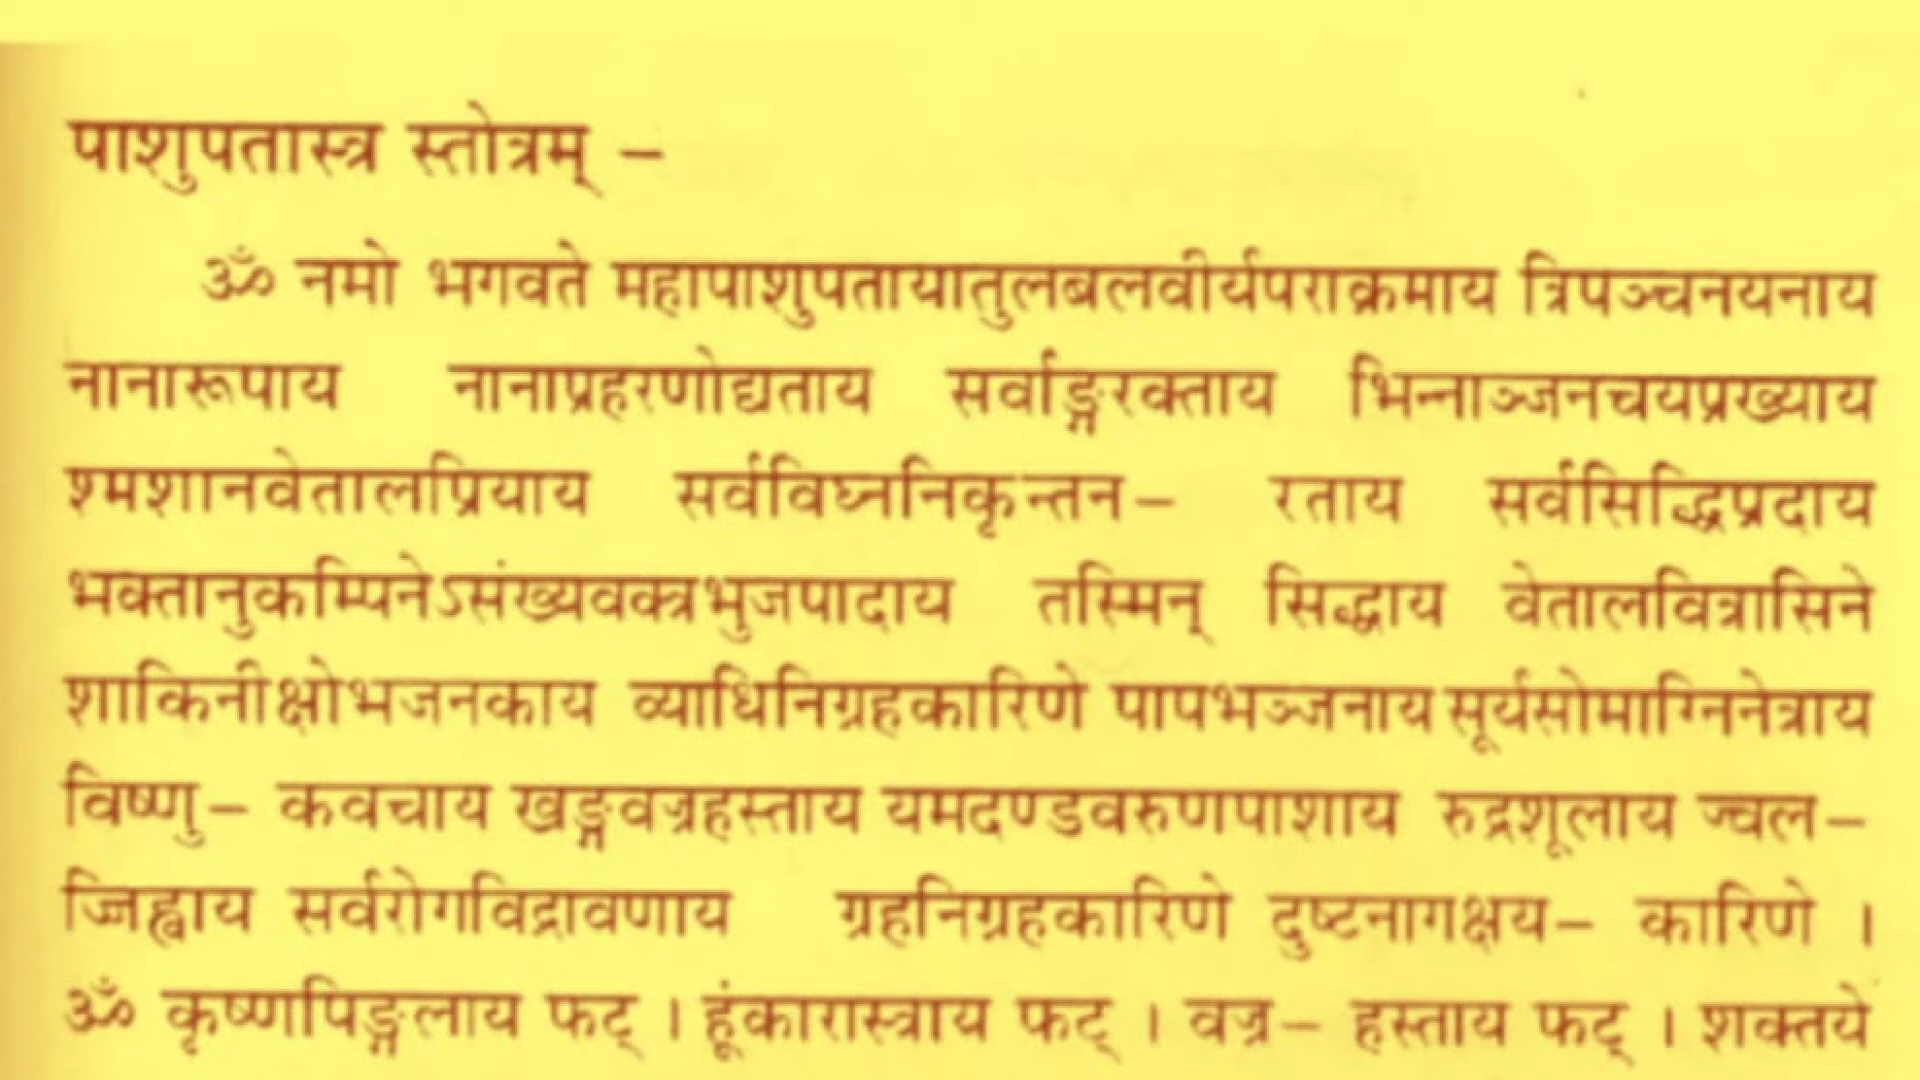 पाशुपतास्त्र स्तोत्रम् –
ॐ नमो भगवते महापाशुपतायातुलबलवीर्यपराक्रमाय त्रिपञ्चनयनाय
नानारूपाय नानाप्रहरणोद्यताय सर्वाङ्गरक्ताय भिन्नाञ्जनचयप्रख्याय
श्मशानवेतालप्रियाय सर्वविघ्ननिकृन्तन– रताय सर्वसिद्धिप्रदाय
भक्तानुकम्पिनेऽसंख्यवक्त्रभुजपादाय तस्मिन् सिद्धाय वेतालवित्रासिने
शाकिनीक्षोभजनकाय व्याधिनिग्रहकारिणे पापभञ्जनाय सूर्यसोमाग्निनेत्राय
विष्णु– कवचाय खङ्गवज्रहस्ताय यमदण्डवरुणपाशाय रुद्रशूलाय ज्वल–
ज्जिह्वाय सर्वरोगविद्रावणाय ग्रहनिग्रहकारिणे दुष्टनागक्षय– कारिणे ।
ॐ कृष्णपिङ्गलाय फट् । हूंकारास्त्राय फट् । वज्र– हस्ताय फट् । शक्तये